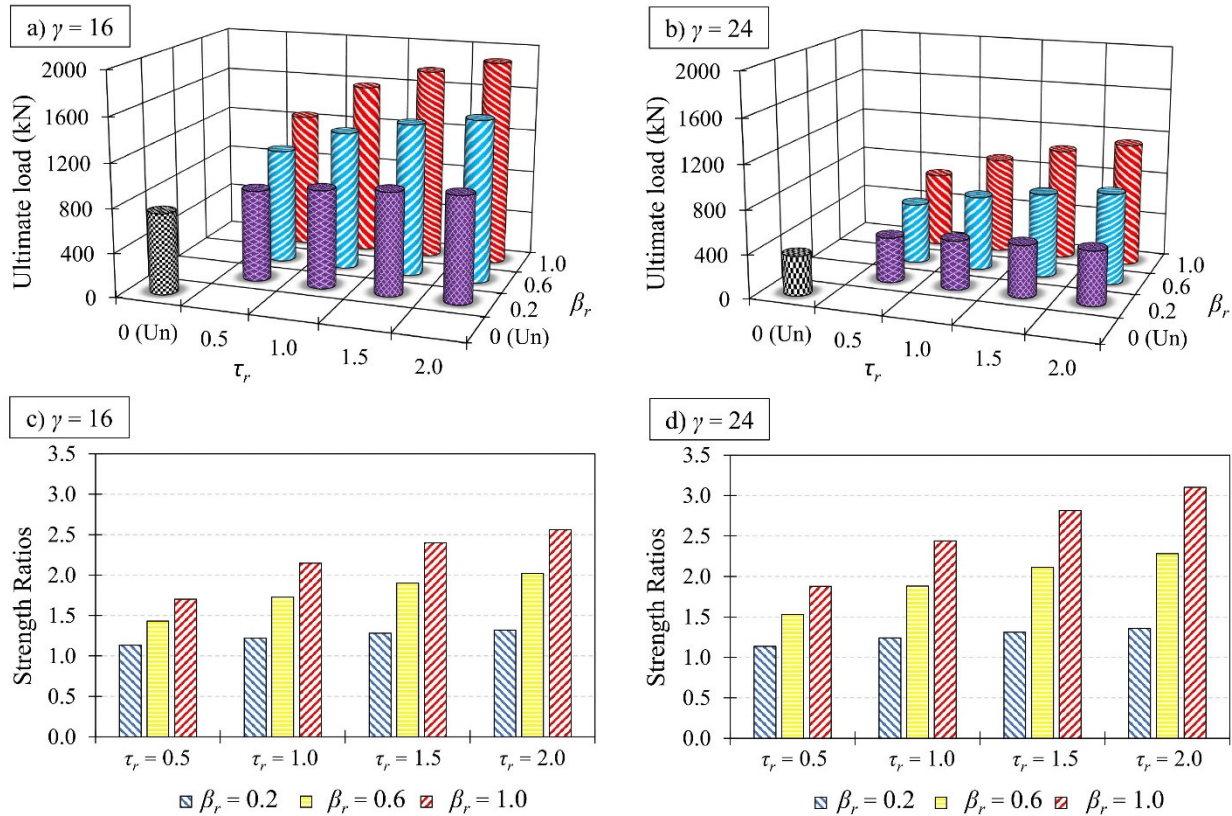 a) γ = 16
Ultimate load (kN)
2000
1600
1200
800
400
0
0 (Un)
0.5
1.0
1.5
2.0
τr
0 (Un)
0.2
0.6
1.0
βr
b) γ = 24
Ultimate load (kN)
2000
1600
1200
800
400
0
0 (Un)
0.5
1.0
1.5
2.0
τr
0 (Un)
0.2
0.6
1.0
βr
c) γ = 16
Strength Ratios
3.5
3.0
2.5
2.0
1.5
1.0
0.5
0.0
τr = 0.5 τr = 1.0 τr = 1.5 τr = 2.0
βr = 0.2 βr = 0.6 βr = 1.0
d) γ = 24
Strength Ratios
3.5
3.0
2.5
2.0
1.5
1.0
0.5
0.0
τr = 0.5 τr = 1.0 τr = 1.5 τr = 2.0
βr = 0.2 βr = 0.6 βr = 1.0